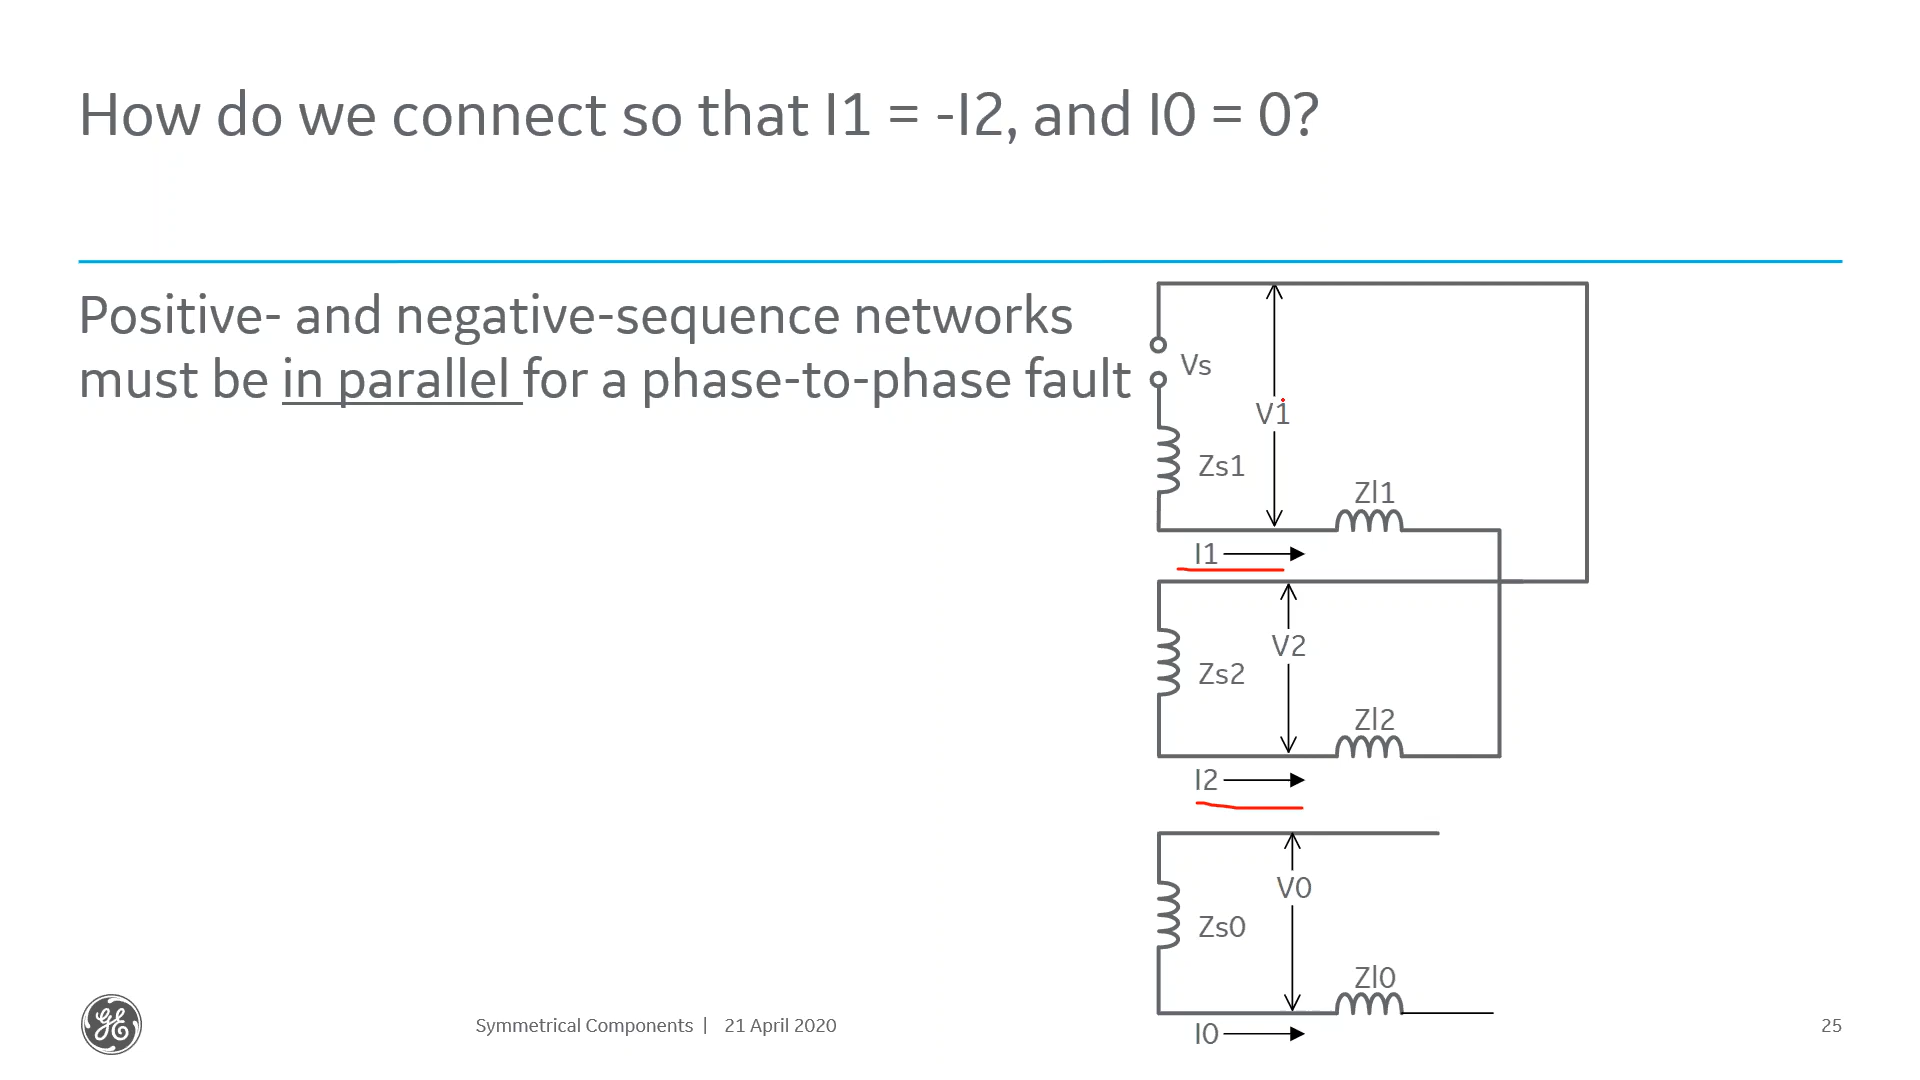 How do we connect so that I1 = -I2, and I0 = 0?
Positive- and negative-sequence networks
must be in parallel for a phase-to-phase fault
Vs
V1
Zs1
Zl1
I1
V2
Zs2
Zl2
I2
V0
Zs0
Zl0
I0
GE
Symmetrical Components | 21 April 2020
25